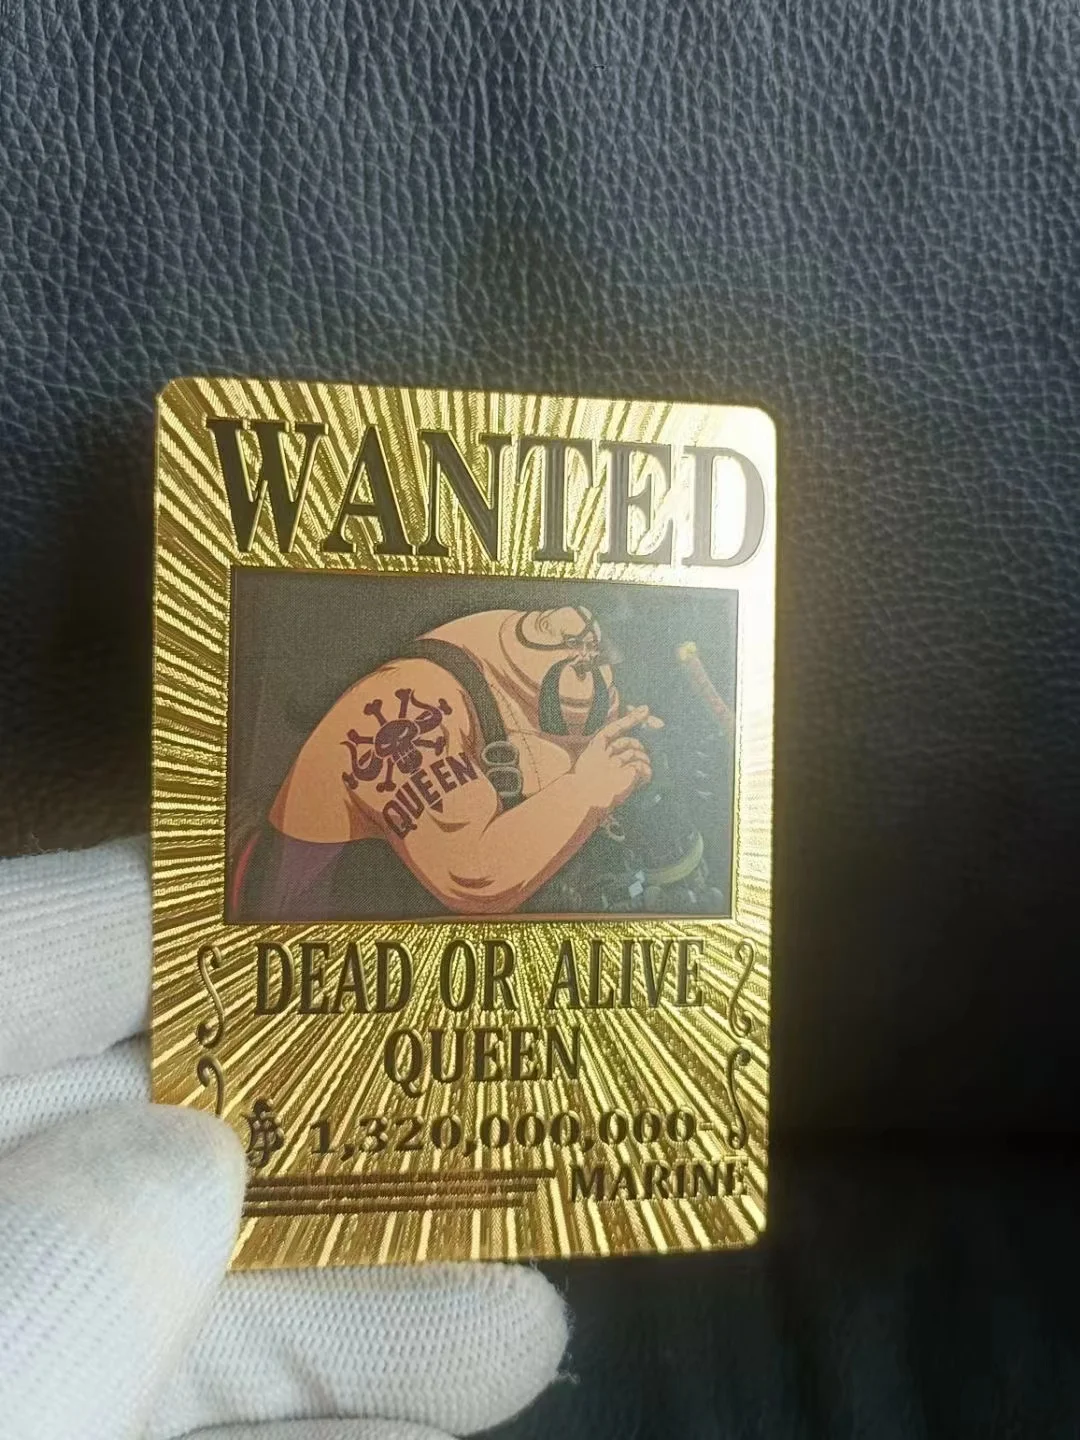 WANTED
QUEEN
DEAD OR ALIVE
QUEEN
฿ 1,320,000,000-
MARINE